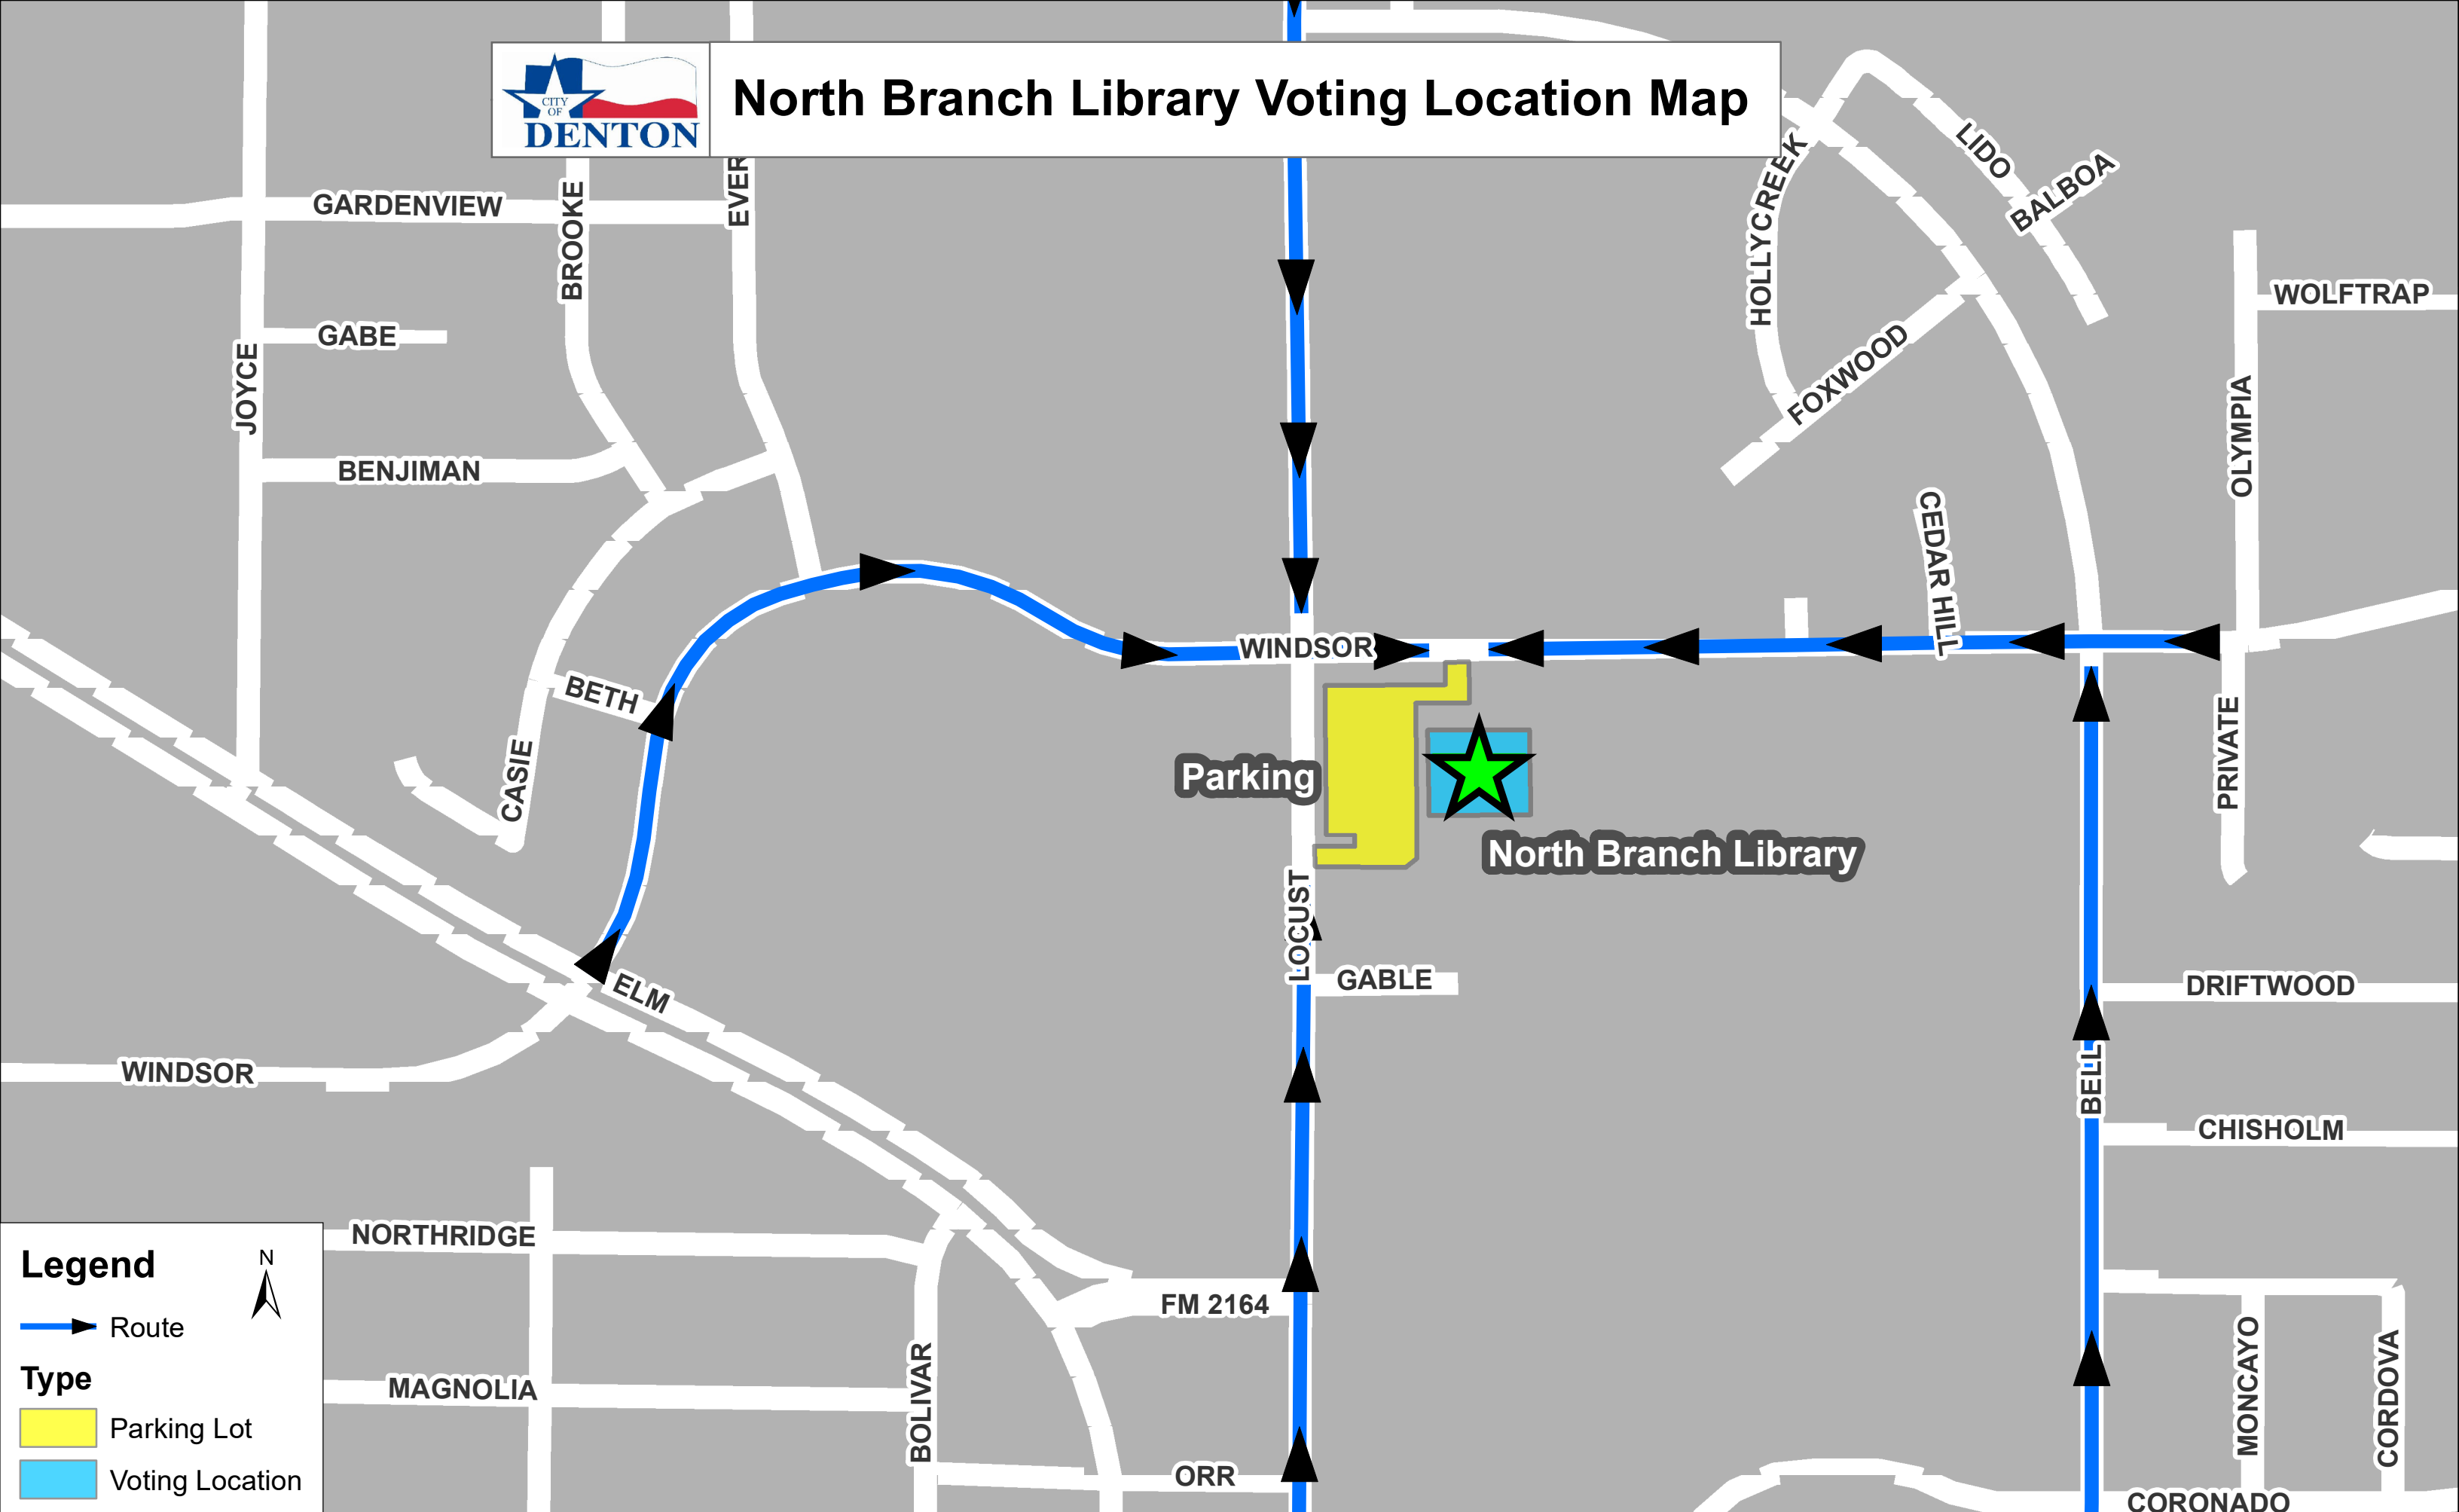 CITY
OF
DENTON
North Branch Library Voting Location Map
GARDENVIEW
BROOKE
EVER
HOLLYCREEK
LIDO
BALBOA
WOLFTRAP
GABE
JOYCE
FOXWOOD
OLYMPIA
BENJIMAN
CEDAR HILL
WINDSOR
BETH
CASIE
PRIVATE
Parking
North Branch Library
LOCUST
ELM
GABLE
DRIFTWOOD
WINDSOR
BELL
CHISHOLM
NORTHRIDGE
FM 2164
BOLIVAR
MAGNOLIA
MONCAYO
CORDOVA
ORR
CORONADO
Legend
N
Route
Type
Parking Lot
Voting Location